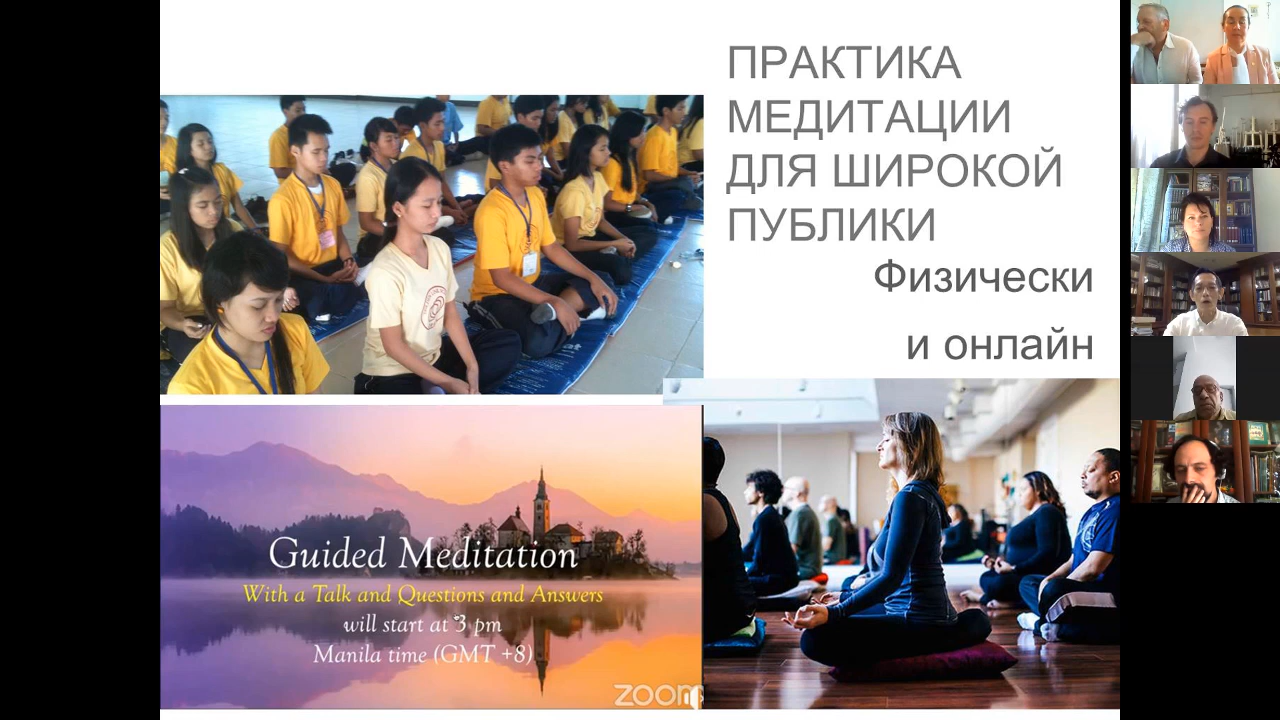 ПРАКТИКА
МЕДИТАЦИИ
ДЛЯ ШИРОКОЙ
ПУБЛИКИ
Физически
и онлайн
Guided Meditation
With a Talk and Questions and Answers
will start at 3 pm
Manila time (GMT +8)
zoom